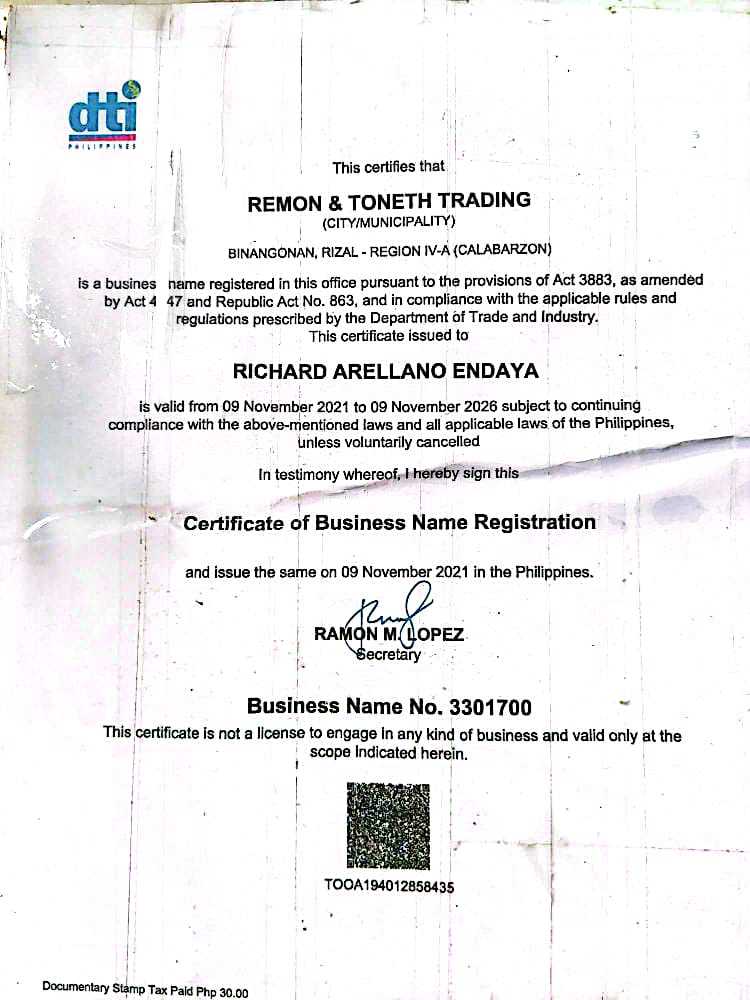 dti
PHILIPPINES
This certifies that
REMON & TONETH TRADING
(CITY/MUNICIPALITY)
BINANGONAN, RIZAL - REGION IV-A (CALABARZON)
is a busines name registered in this office pursuant to the provisions of Act 3883, as amended
by Act 4 47 and Republic Act No. 863, and in compliance with the applicable rules and
regulations prescribed by the Department of Trade and Industry.
This certificate issued to
RICHARD ARELLANO ENDAYA
is valid from 09 November 2021 to 09 November 2026 subject to continuing
compliance with the above-mentioned laws and all applicable laws of the Philippines,
unless voluntarily cancelled
In testimony whereof, I hereby sign this
Certificate of Business Name Registration
and issue the same on 09 November 2021 in the Philippines.
RAMON M. LOPEZ
Secretary
Business Name No. 3301700
This certificate is not a license to engage in any kind of business and valid only at the
scope indicated herein.
TOOA194012858435
Documentary Stamp Tax Paid Php 30.00